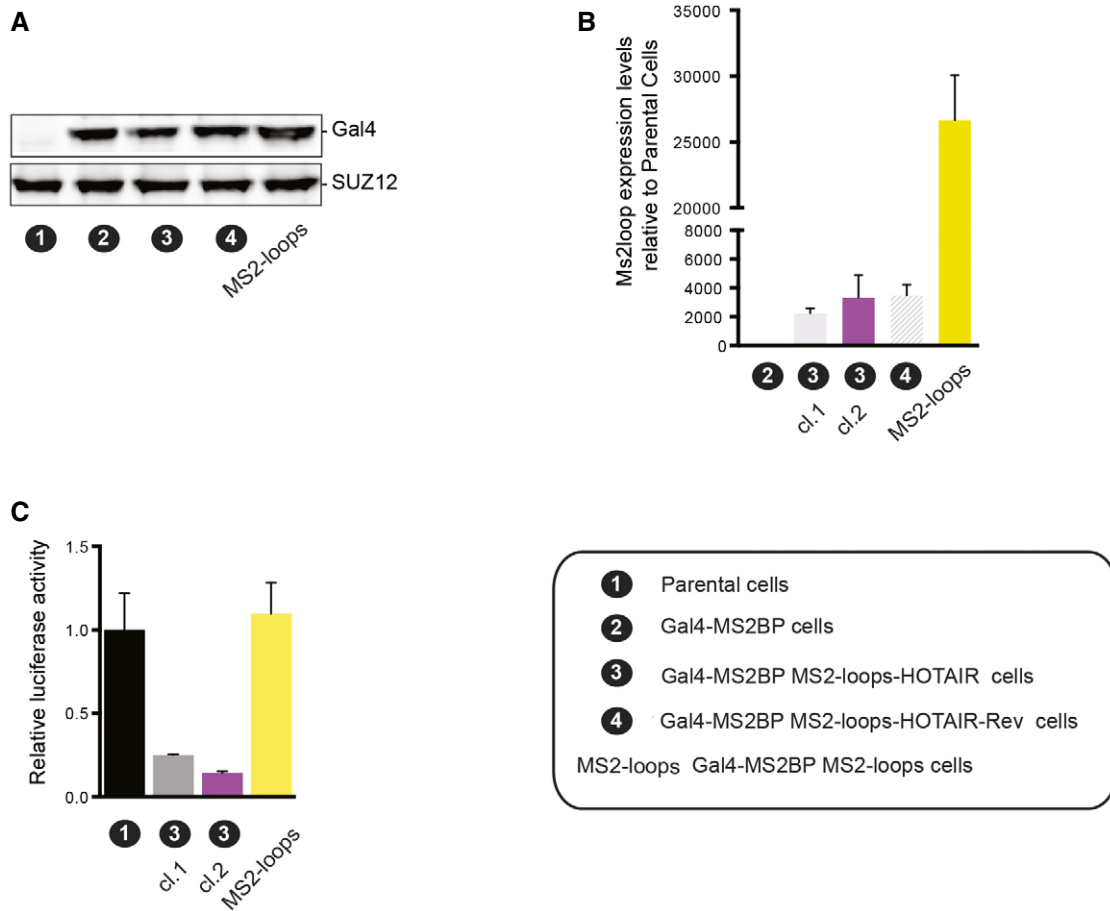 A
Gal4
SUZ12
1 2 3 4 MS2-loops
B
Ms2loop expression levels
relative to Parental Cells
35000
30000
25000
20000
8000
6000
4000
2000
0
2 3 3 4 MS2-loops
cl.1 cl.2
C
Relative luciferase activity
1.5
1.0
0.5
0.0
1 3 3 MS2-loops
cl.1 cl.2
1 Parental cells
2 Gal4-MS2BP cells
3 Gal4-MS2BP MS2-loops-HOTAIR cells
4 Gal4-MS2BP MS2-loops-HOTAIR-Rev cells
MS2-loops Gal4-MS2BP MS2-loops cells